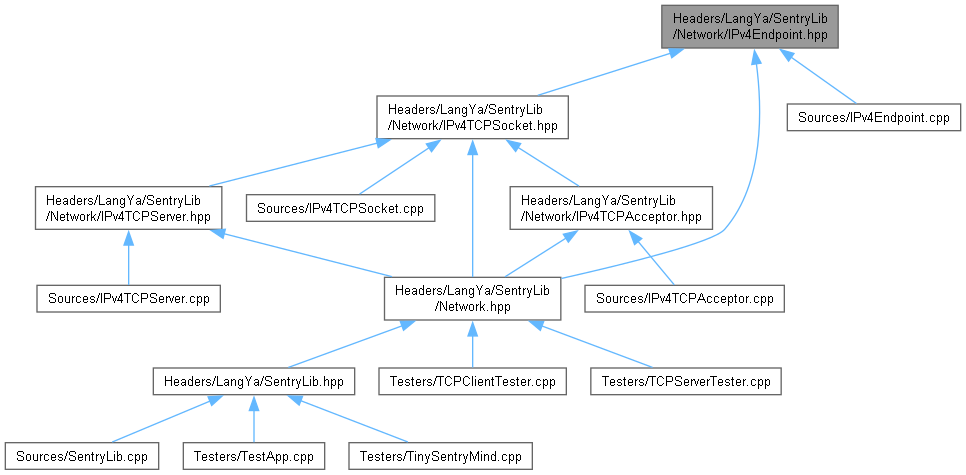 Headers/LangYa/SentryLib
/Network/IPv4Endpoint.hpp
Headers/LangYa/SentryLib
/Network/IPv4TCPSocket.hpp
Sources/IPv4Endpoint.cpp
Headers/LangYa/SentryLib
/Network/IPv4TCPServer.hpp
Sources/IPv4TCPSocket.cpp
Headers/LangYa/SentryLib
/Network/IPv4TCPAcceptor.hpp
Sources/IPv4TCPServer.cpp
Headers/LangYa/SentryLib
/Network.hpp
Sources/IPv4TCPAcceptor.cpp
Headers/LangYa/SentryLib.hpp
Testers/TCPClientTester.cpp
Testers/TCPServerTester.cpp
Sources/SentryLib.cpp
Testers/TestApp.cpp
Testers/TinySentryMind.cpp